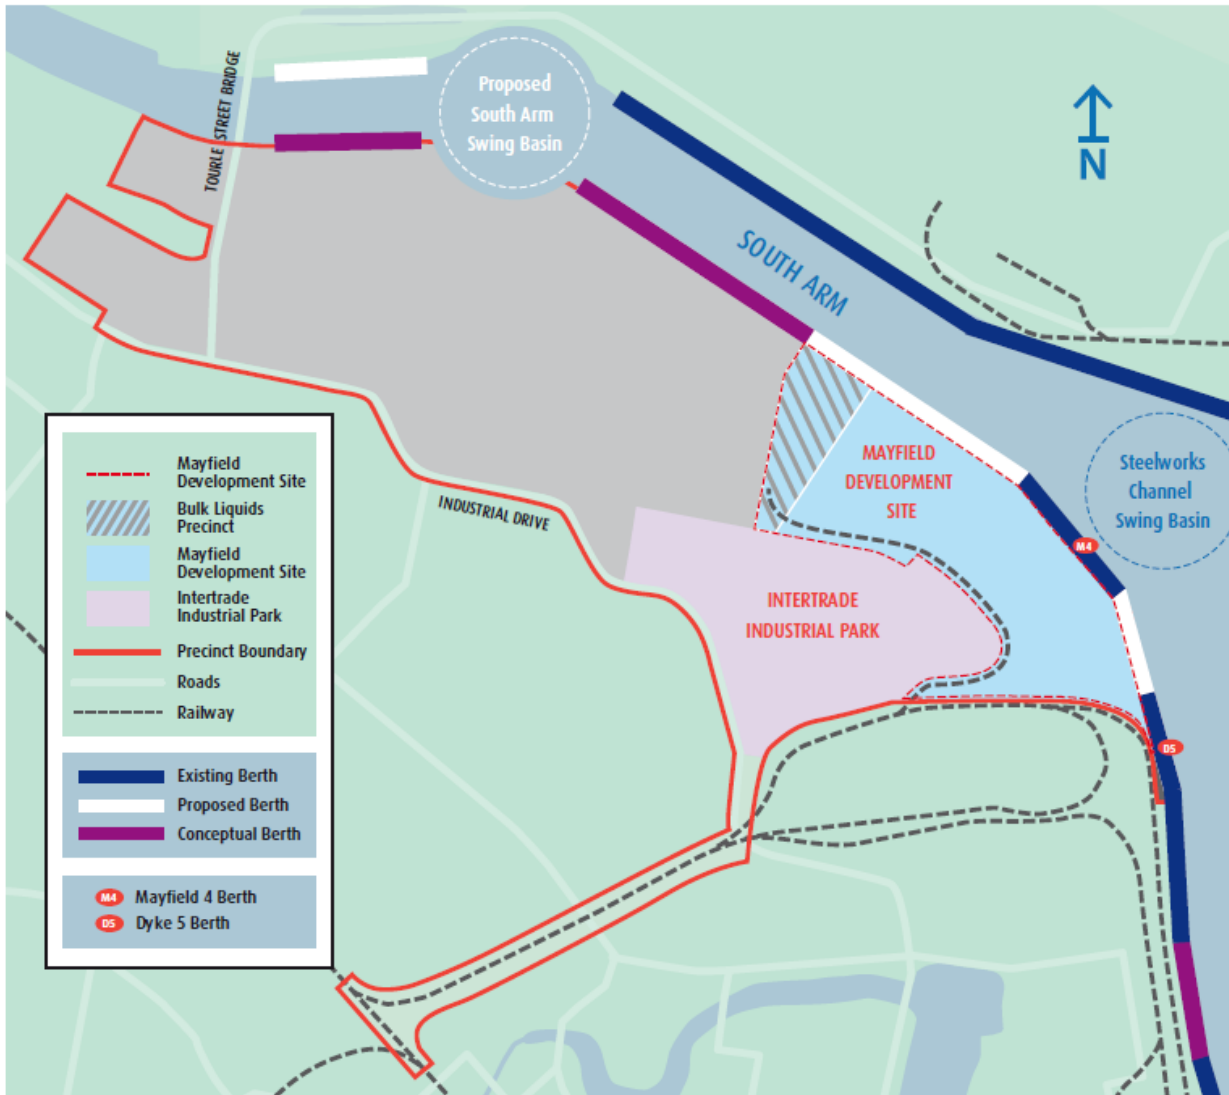 Proposed
South Arm
Swing Basin
TOURLE STREET BRIDGE
N
SOUTH ARM
MAYFIELD
DEVELOPMENT
SITE
Steelworks
Channel
Swing Basin
INDUSTRIAL DRIVE
M4
INTERTRADE
INDUSTRIAL PARK
D5
Mayfield
Development Site
Bulk Liquids
Precinct
Mayfield
Development Site
Intertrade
Industrial Park
Precinct Boundary
Roads
Railway
Existing Berth
Proposed Berth
Conceptual Berth
M4 Mayfield 4 Berth
D5 Dyke 5 Berth